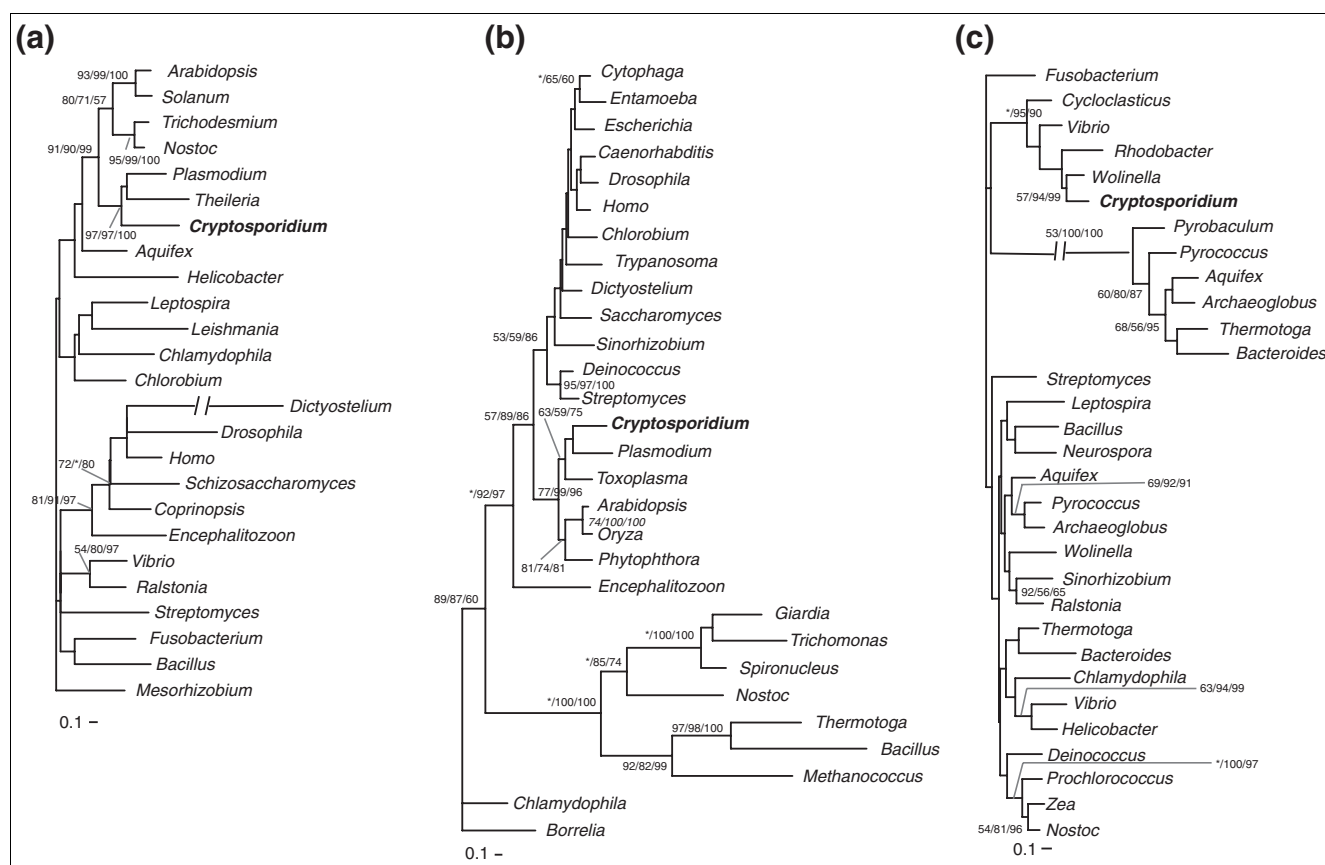 (a)
93/99/100
Arabidopsis
80/71/57
Solanum
Trichodesmium
91/90/99
Nostoc
95/99/100
Plasmodium
Theileria
97/97/100
Cryptosporidium
Aquifex
Helicobacter
Leptospira
Leishmania
Chlamydophila
Chlorobium
Dictyostelium
Drosophila
Homo
72/*/80
Schizosaccharomyces
81/91/97
Coprinopsis
Encephalitozoon
54/80/97
Vibrio
Ralstonia
Streptomyces
Fusobacterium
Bacillus
Mesorhizobium
0.1
(b)
Cytophaga
*/65/60
Entamoeba
Escherichia
Caenorhabditis
Drosophila
Homo
Chlorobium
Trypanosoma
Dictyostelium
Saccharomyces
53/59/86
Sinorhizobium
Deinococcus
95/97/100
Streptomyces
57/89/86
63/59/75
Cryptosporidium
Plasmodium
Toxoplasma
77/99/96
*/92/97
Arabidopsis
74/100/100
Oryza
Phytophthora
81/74/81
Encephalitozoon
89/87/60
Giardia
*/100/100
Trichomonas
*/85/74
Spironucleus
Nostoc
*/100/100
Thermotoga
97/98/100
Bacillus
92/82/99
Methanococcus
Chlamydophila
Borrelia
0.1
(c)
Fusobacterium
Cycloclasticus
*/95/90
Vibrio
Rhodobacter
Wolinella
57/94/99
Cryptosporidium
53/100/100
Pyrobaculum
Pyrococcus
60/80/87
Aquifex
Archaeoglobus
68/56/95
Thermotoga
Bacteroides
Streptomyces
Leptospira
Bacillus
Neurospora
Aquifex
69/92/91
Pyrococcus
Archaeoglobus
Wolinella
Sinorhizobium
92/56/65
Ralstonia
Thermotoga
Bacteroides
Chlamydophila
63/94/99
Vibrio
Helicobacter
Deinococcus
*/100/97
Prochlorococcus
Zea
54/81/96
Nostoc
0.1